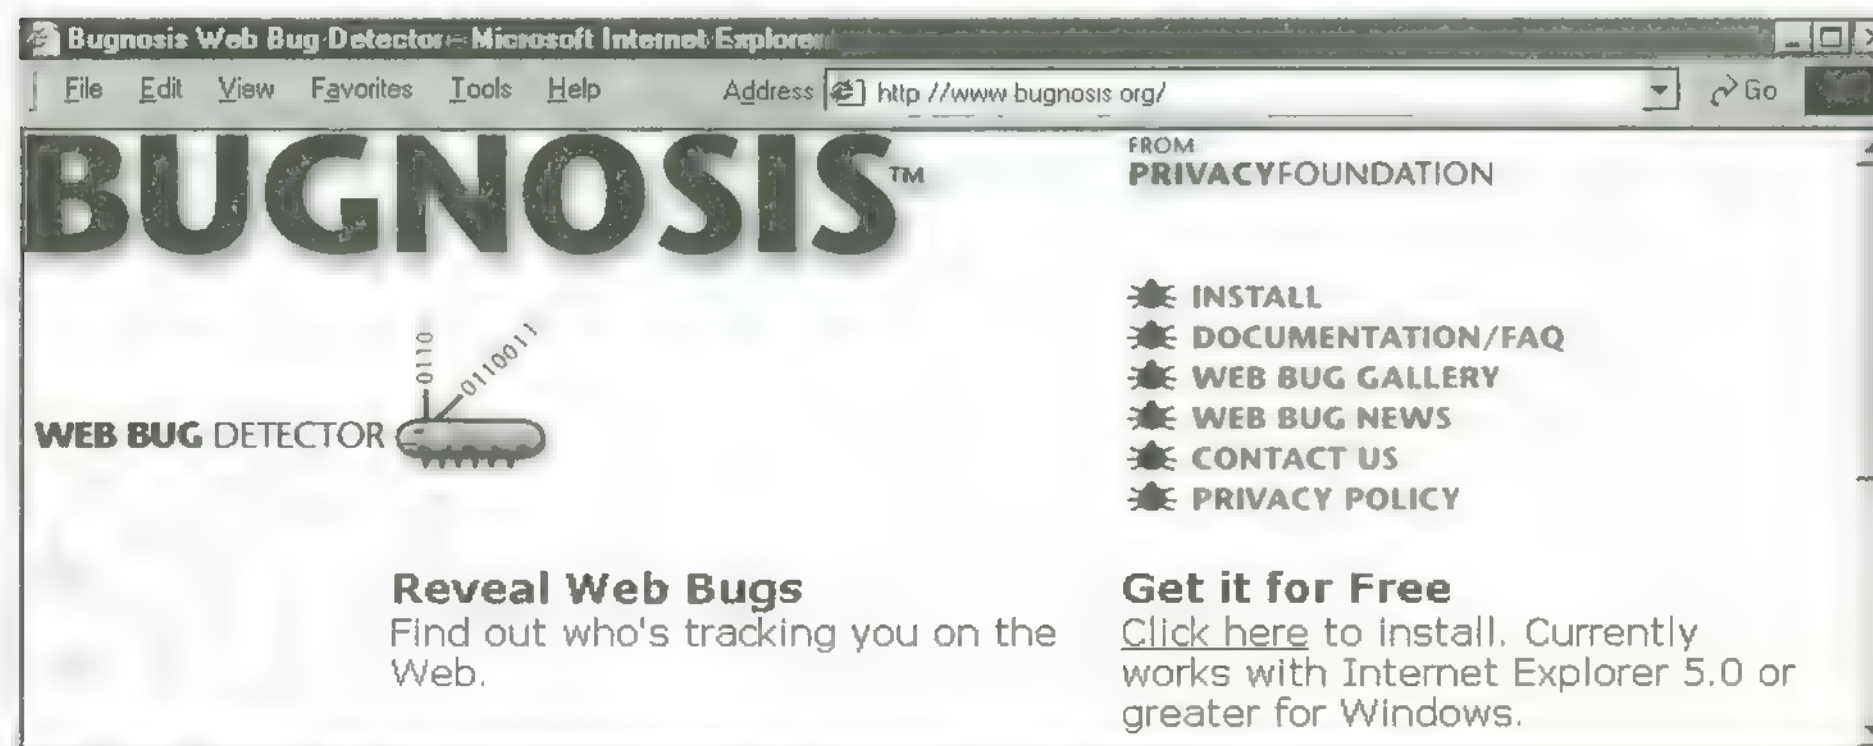 Bugnosis Web Bug Detector - Microsoft Internet Explorer
File Edit View Favorites Tools Help Address http //www bugnosis org/ Go
BUGNOSIS™
FROM
PRIVACYFOUNDATION
INSTALL
DOCUMENTATION/FAQ
WEB BUG GALLERY
WEB BUG NEWS
CONTACT US
PRIVACY POLICY
0110
0110011
WEB BUG DETECTOR
Reveal Web Bugs
Find out who's tracking you on the
Web.
Get it for Free
Click here to install. Currently
works with Internet Explorer 5.0 or
greater for Windows.